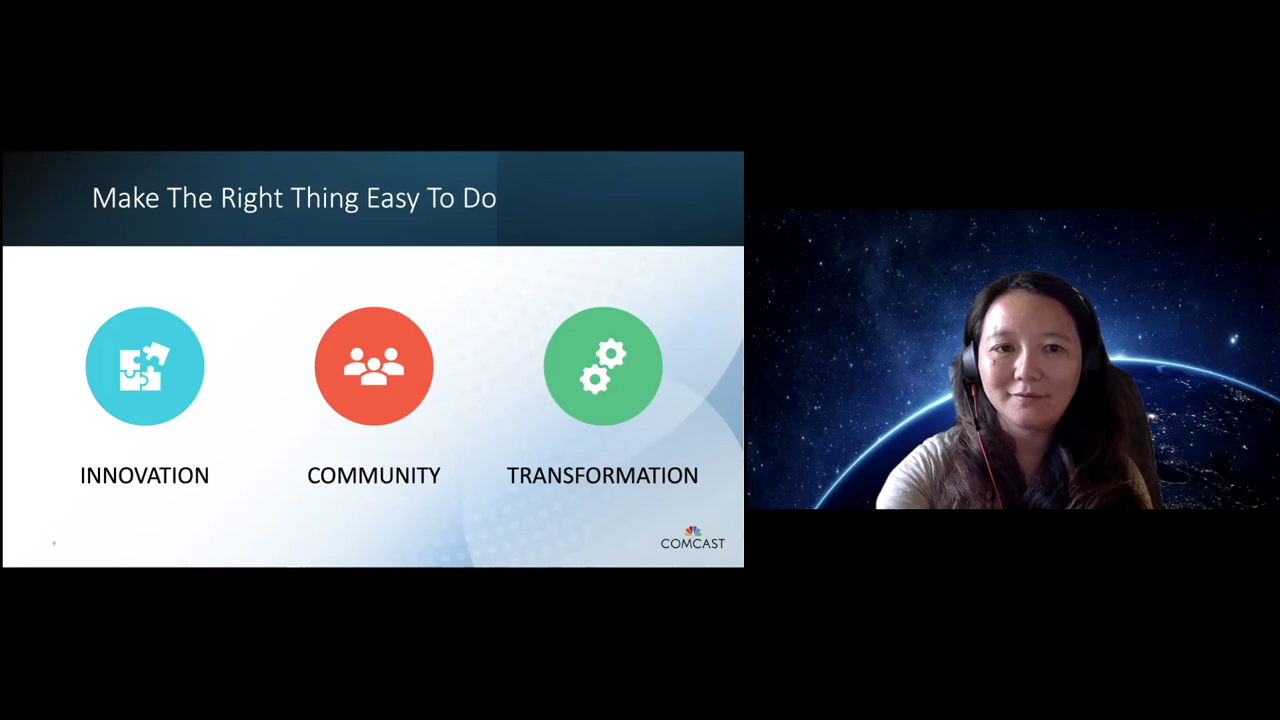 Make The Right Thing Easy To Do
INNOVATION
COMMUNITY
TRANSFORMATION
COMCAST